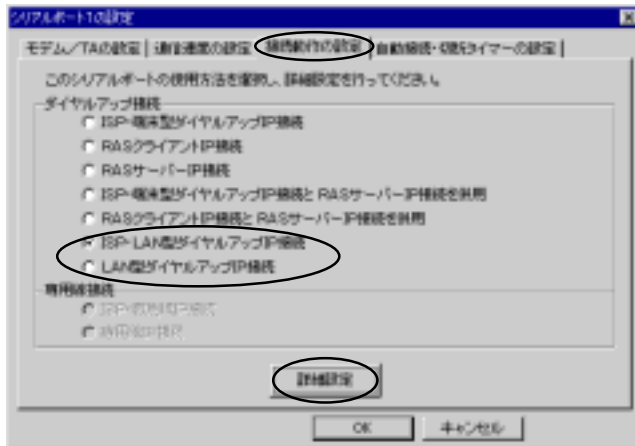 シリアルポート1の設定
モデム/TAの設定 通信速度の設定 接続動作の設定 自動接続・切断タイマーの設定
このシリアルポートの使用方法を選択し、詳細設定を行ってください。
ダイヤルアップ接続
ISP-端末型ダイヤルアップIP接続
RASクライアントIP接続
RASサーバーIP接続
ISP-端末型ダイヤルアップIP接続と RASサーバーIP接続を併用
RASクライアントIP接続と RASサーバーIP接続を併用
ISP-LAN型ダイヤルアップIP接続
LAN型ダイヤルアップIP接続
専用線接続
詳細設定
OK キャンセル